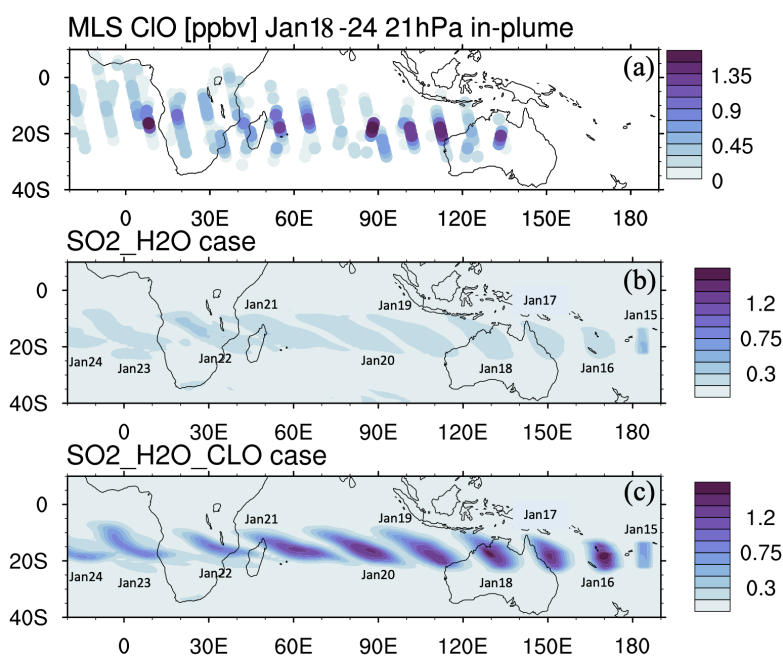 MLS ClO [ppbv] Jan18 -24 21hPa in-plume
(a)
0
20S
40S
1.35
0.9
0.45
0
0 30E 60E 90E 120E 150E 180
SO2_H2O case
(b)
0
20S
40S
Jan21 Jan19 Jan17 Jan15
Jan24 Jan23 Jan22 Jan20 Jan18 Jan16
1.2
0.75
0.3
0 30E 60E 90E 120E 150E 180
SO2_H2O_CLO case
(c)
0
20S
40S
Jan21 Jan19 Jan17 Jan15
Jan24 Jan23 Jan22 Jan20 Jan18 Jan16
1.2
0.75
0.3
0 30E 60E 90E 120E 150E 180